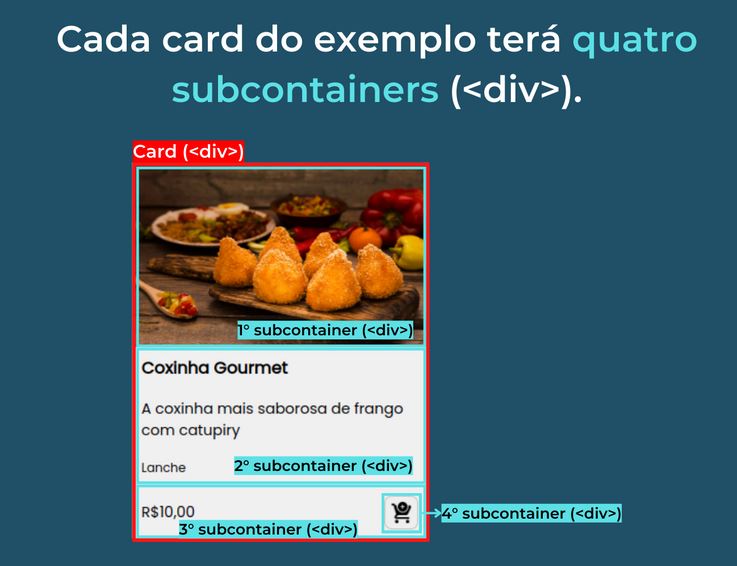 Cada card do exemplo terá quatro
subcontainers (<div>).
Card (<div>)
1° subcontainer (<div>)
Coxinha Gourmet
A coxinha mais saborosa de frango
com catupiry
Lanche
2° subcontainer (<div>)
R$10,00
3° subcontainer (<div>)
4° subcontainer (<div>)